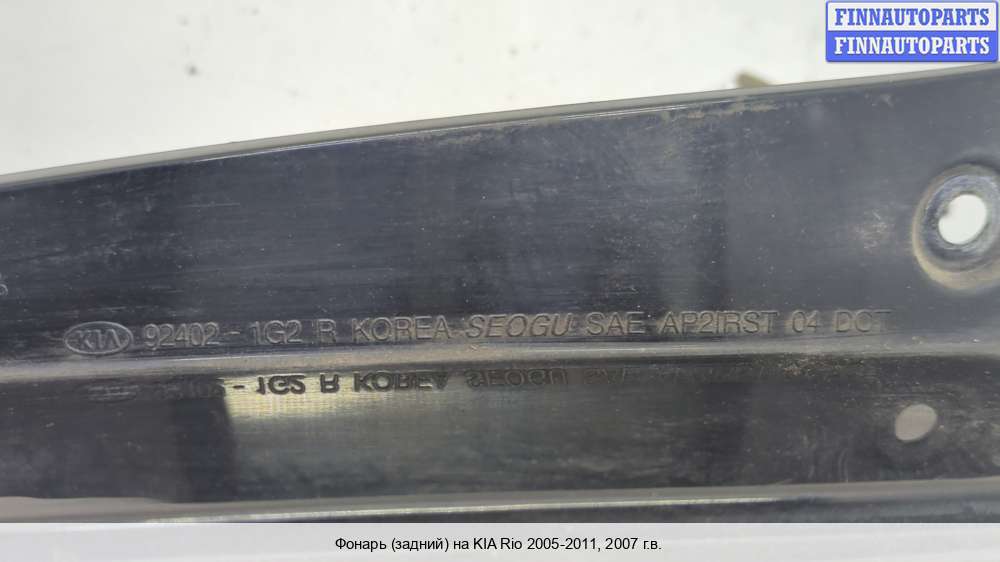 FINNAUTOPARTS
FINNAUTOPARTS
KIA 92402-1G2 R KOREA SEOGU SAE AP2IRST 04 DOT
Фонарь (задний) на KIA Rio 2005-2011, 2007 г.в.